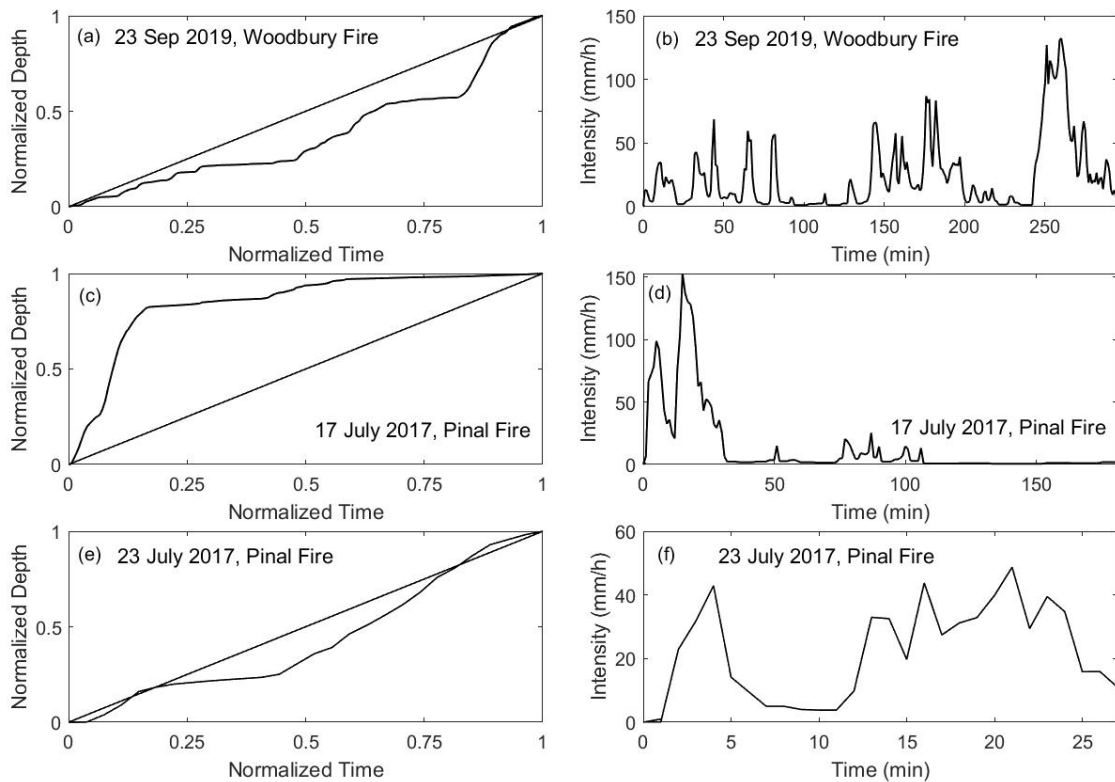 (a) 23 Sep 2019, Woodbury Fire
Normalized Depth
1
0.5
0
0 0.25 0.5 0.75 1
Normalized Time
(b) 23 Sep 2019, Woodbury Fire
Intensity (mm/h)
150
100
50
0
0 50 100 150 200 250
Time (min)
(c)
17 July 2017, Pinal Fire
Normalized Depth
1
0.5
0
0 0.25 0.5 0.75 1
Normalized Time
(d)
17 July 2017, Pinal Fire
Intensity (mm/h)
150
100
50
0
0 50 100 150
Time (min)
(e) 23 July 2017, Pinal Fire
Normalized Depth
1
0.5
0
0 0.25 0.5 0.75 1
Normalized Time
(f) 23 July 2017, Pinal Fire
Intensity (mm/h)
60
40
20
0
0 5 10 15 20 25
Time (min)